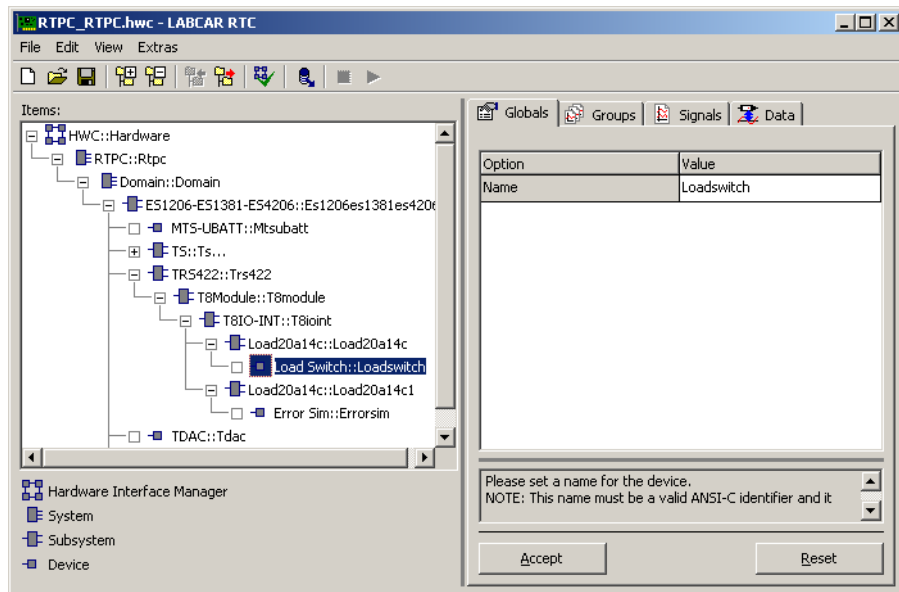 RTPC_RTPC.hwc - LABCAR RTC
File Edit View Extras
Items:
HWC::Hardware
RTPC::Rtpc
Domain::Domain
ES1206-ES1381-ES4206::Es1206es1381es4206
MTS-UBATT::Mtsubatt
TS::Ts...
TRS422::Trs422
T8Module::T8module
T8IO-INT::T8ioint
Load20a14c::Load20a14c
Load Switch::Loadswitch
Load20a14c::Load20a14c1
Error Sim::Errorsim
TDAC::Tdac
Hardware Interface Manager
System
Subsystem
Device
Globals Groups Signals Data
Option Value
Name Loadswitch
Please set a name for the device.
NOTE: This name must be a valid ANSI-C identifier and it
Accept Reset